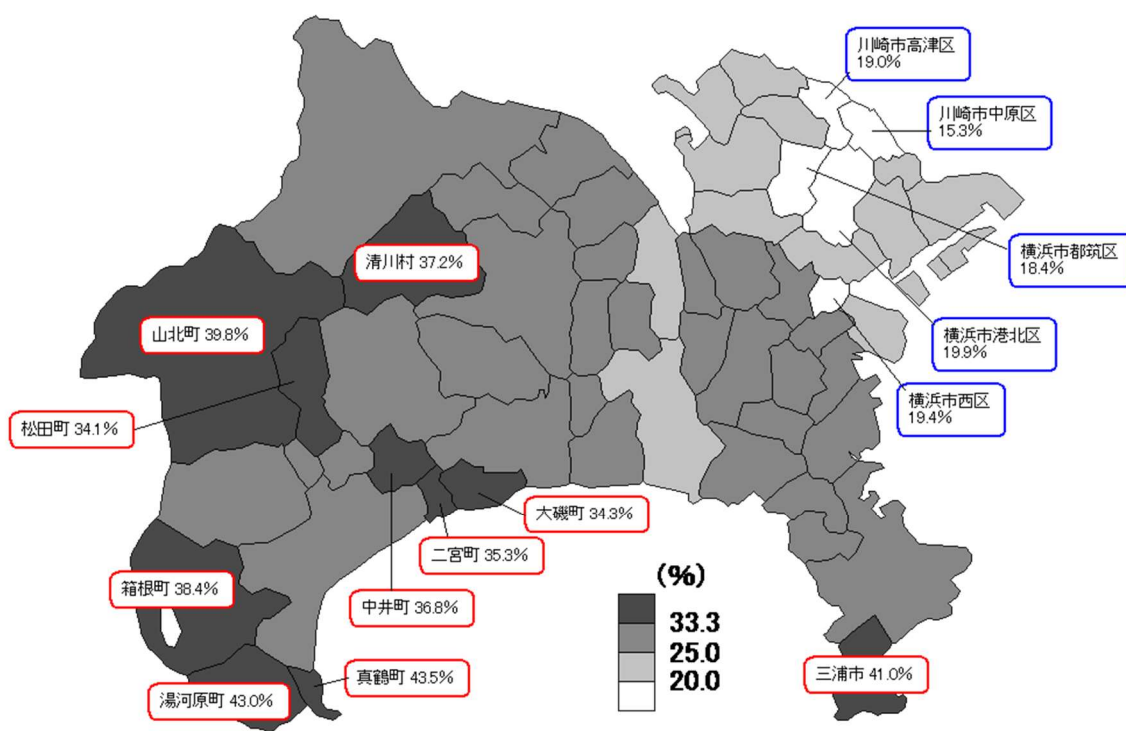 川崎市高津区
19.0%
川崎市中原区
15.3%
横浜市都筑区
18.4%
横浜市港北区
19.9%
横浜市西区
19.4%
清川村 37.2%
山北町 39.8%
松田町 34.1%
大磯町 34.3%
二宮町 35.3%
中井町 36.8%
箱根町 38.4%
真鶴町 43.5%
湯河原町 43.0%
三浦市 41.0%
(%)
33.3
25.0
20.0